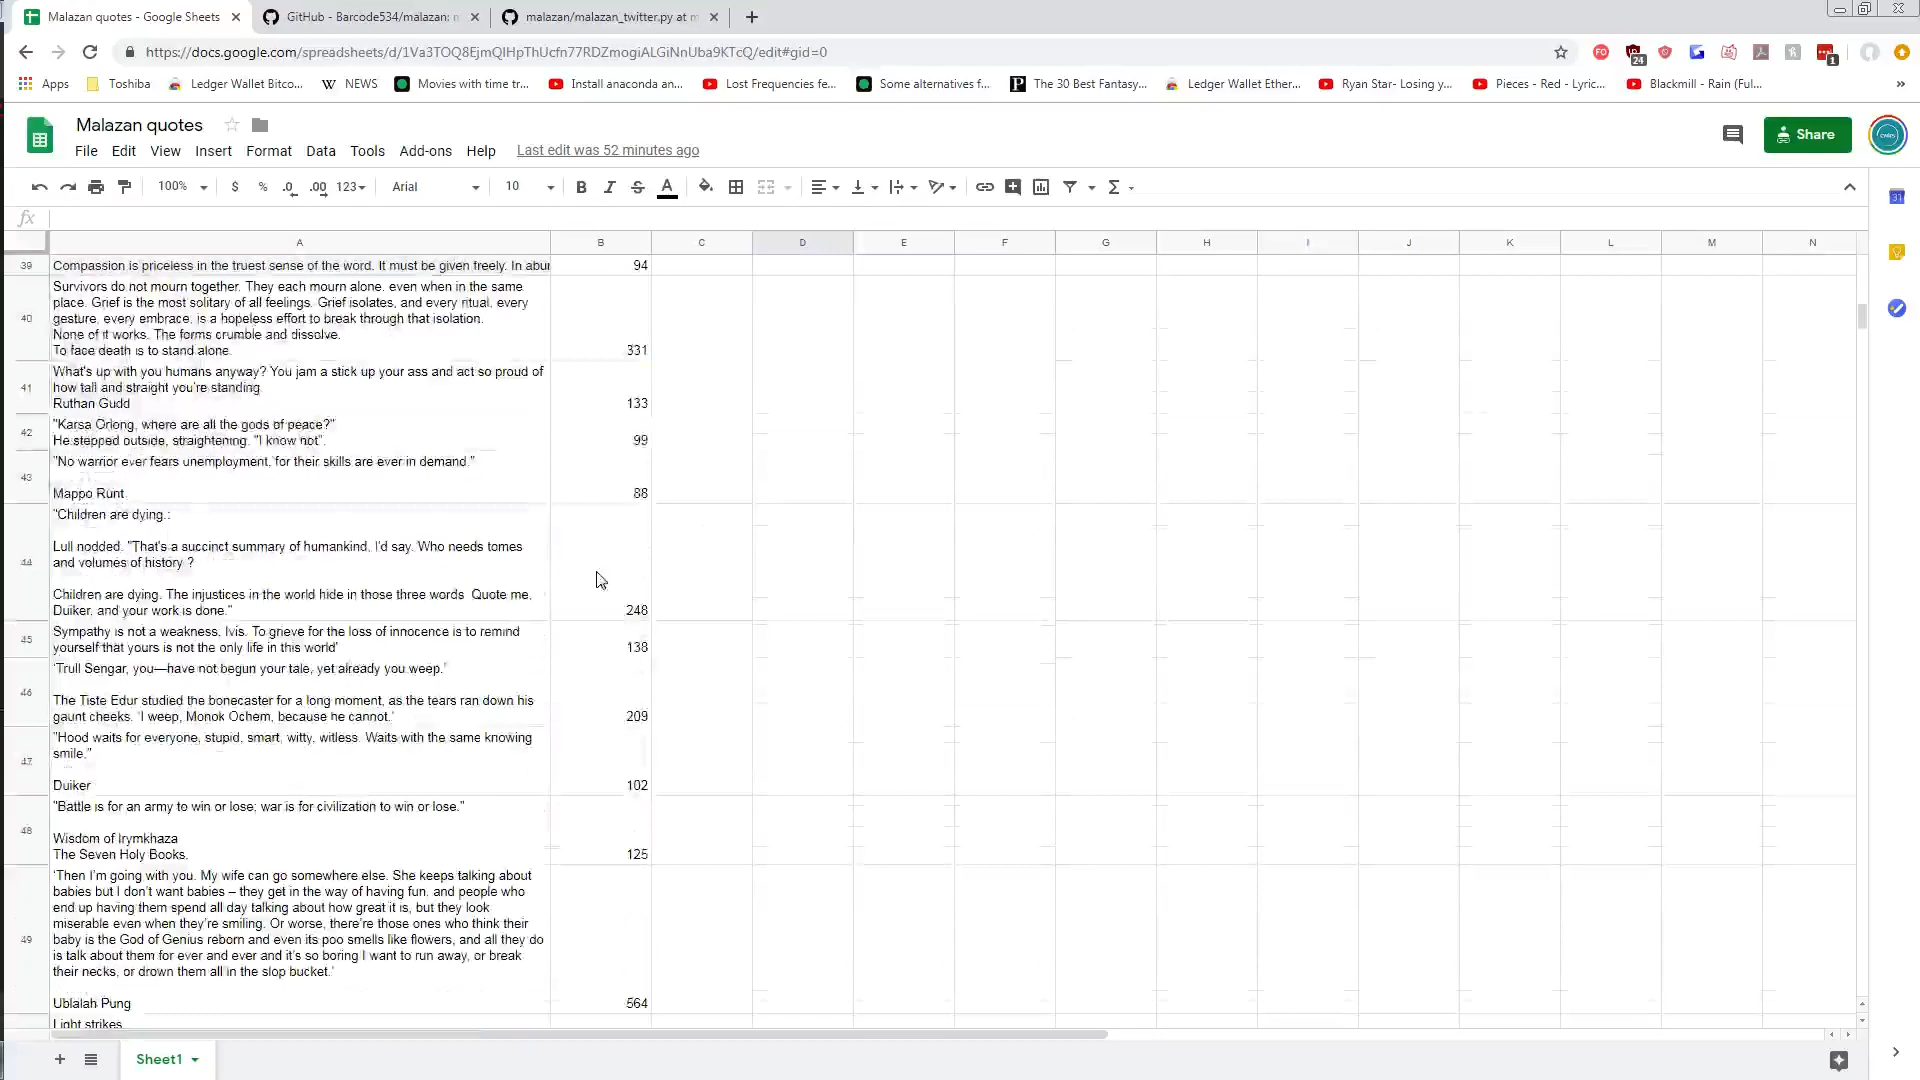 Malazan quotes - Google Sheets
GitHub - Barcode534/malazan: m
malazan/malazan_twitter.py at m
https://docs.google.com/spreadsheets/d/1Va3TOQ8EjmQIHpThUcfn77RDZmogiALGiNnUba9KTcQ/edit#gid=0
24
1
Apps
Toshiba
Ledger Wallet Bitco...
NEWS
Movies with time tr...
Install anaconda an...
Lost Frequencies fe...
Some alternatives f...
The 30 Best Fantasy...
Ledger Wallet Ether...
Ryan Star- Losing y...
Pieces - Red - Lyric...
Blackmill - Rain (Ful...
»
Malazan quotes
Share
File Edit View Insert Format Data Tools Add-ons Help Last edit was 52 minutes ago
100% $ % .0 .00 123 Arial 10 B I S A Σ
31
fx
A B C D E F G H I J K L M N
39 Compassion is priceless in the truest sense of the word. It must be given freely. In abun 94
Survivors do not mourn together. They each mourn alone, even when in the same
place. Grief is the most solitary of all feelings. Grief isolates, and every ritual, every
40 gesture, every embrace, is a hopeless effort to break through that isolation.
None of it works. The forms crumble and dissolve.
To face death is to stand alone. 331
What's up with you humans anyway? You jam a stick up your ass and act so proud of
41 how tall and straight you're standing
Ruthan Gudd 133
"Karsa Orlong, where are all the gods of peace?"
42 He stepped outside, straightening. "I know not". 99
"No warrior ever fears unemployment, for their skills are ever in demand."
43
Mappo Runt 88
"Children are dying.:
Lull nodded. "That's a succinct summary of humankind, I'd say. Who needs tomes
44 and volumes of history ?
Children are dying. The injustices in the world hide in those three words. Quote me,
Duiker, and your work is done." 248
45 Sympathy is not a weakness, Ivis. To grieve for the loss of innocence is to remind
yourself that yours is not the only life in this world' 138
'Trull Sengar, you—have not begun your tale, yet already you weep.'
46
The Tiste Edur studied the bonecaster for a long moment, as the tears ran down his
gaunt cheeks. 'I weep, Monok Ochem, because he cannot.' 209
"Hood waits for everyone, stupid, smart, witty, witless. Waits with the same knowing
47 smile."
Duiker 102
"Battle is for an army to win or lose; war is for civilization to win or lose."
48
Wisdom of Irymkhaza
The Seven Holy Books. 125
'Then I'm going with you. My wife can go somewhere else. She keeps talking about
babies but I don't want babies – they get in the way of having fun, and people who
end up having them spend all day talking about how great it is, but they look
miserable even when they're smiling. Or worse, there're those ones who think their
49 baby is the God of Genius reborn and even its poo smells like flowers, and all they do
is talk about them for ever and ever and it's so boring I want to run away, or break
their necks, or drown them all in the slop bucket.'
Ublalah Pung 564
Light strikes
Sheet1